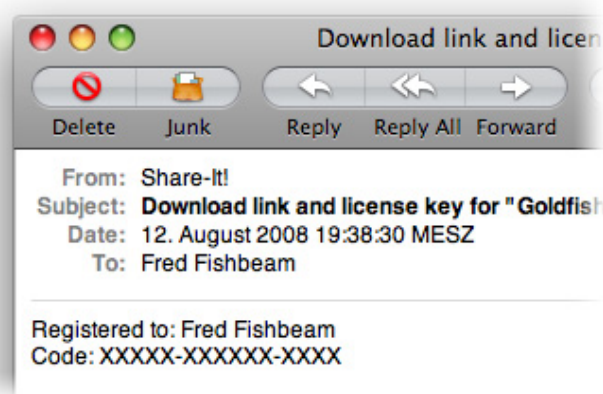 Download link and licen
Delete Junk Reply Reply All Forward
From: Share-It!
Subject: Download link and license key for "Goldfish
Date: 12. August 2008 19:38:30 MESZ
To: Fred Fishbeam
Registered to: Fred Fishbeam
Code: XXXXX-XXXXXX-XXXX